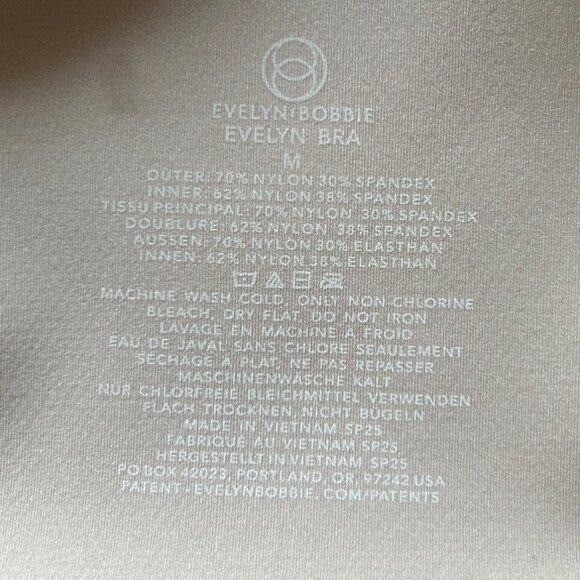 EVELYN BOBBIE
EVELYN BRA
M
OUTER: 70% NYLON 30% SPANDEX
INNER: 62% NYLON 38% SPANDEX
TISSU PRINCIPAL: 70% NYLON 30% SPANDEX
DOUBLURE: 62% NYLON 38% SPANDEX
AUSSEN: 70% NYLON 30% ELASTHAN
INNEN: 62% NYLON 38% ELASTHAN
MACHINE WASH COLD, ONLY NON-CHLORINE
BLEACH, DRY FLAT, DO NOT IRON
LAVAGE EN MACHINE À FROID
EAU DE JAVAL SANS CHLORE SEAULEMENT
SÉCHAGE À PLAT, NE PAS REPASSER
MASCHINENWÄSCHE KALT
NUR CHLORFREIE BLEICHMITTEL VERWENDEN
FLACH TROCKNEN, NICHT BÜGELN
MADE IN VIETNAM SP25
FABRIQUÉ AU VIETNAM SP25
HERGESTELLT IN VIETNAM SP25
PO BOX 42023, PORTLAND, OR, 97242 USA
PATENT - EVELYNBOBBIE.COM/PATENTS